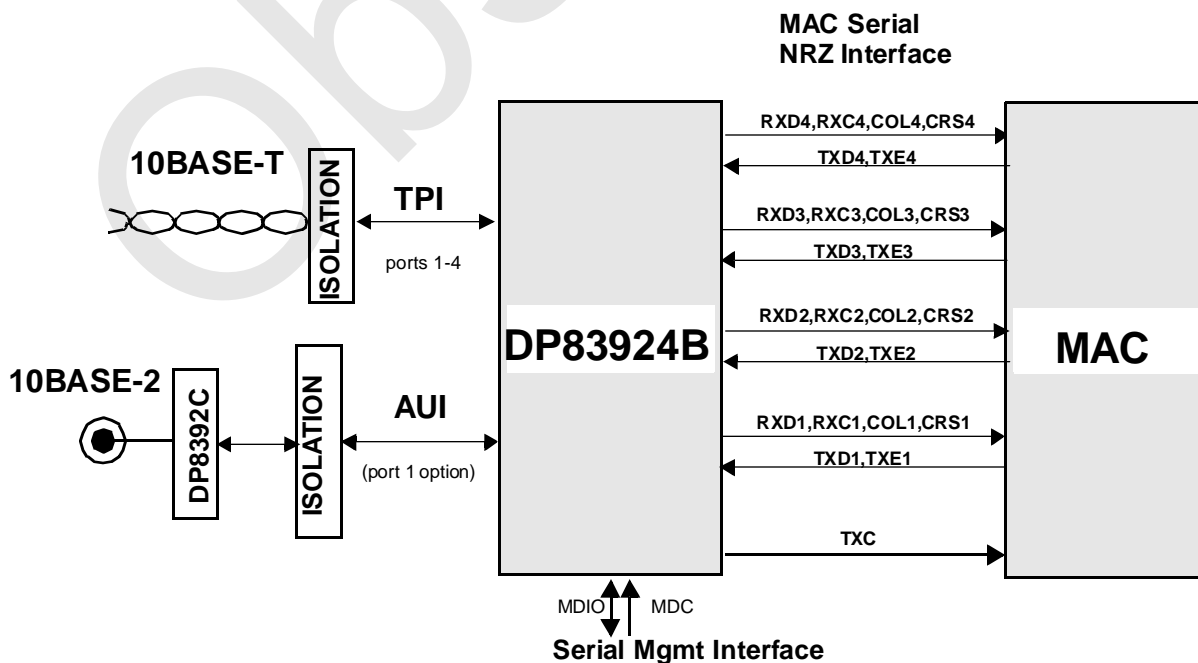 MAC Serial
NRZ Interface
RXD4,RXC4,COL4,CRS4
TXD4,TXE4
10BASE-T
ISOLATION
TPI
ports 1-4
RXD3,RXC3,COL3,CRS3
TXD3,TXE3
DP83924B
RXD2,RXC2,COL2,CRS2
TXD2,TXE2
MAC
10BASE-2
DP8392C
ISOLATION
AUI
(port 1 option)
RXD1,RXC1,COL1,CRS1
TXD1,TXE1
TXC
MDIO
MDC
Serial Mgmt Interface
Obs